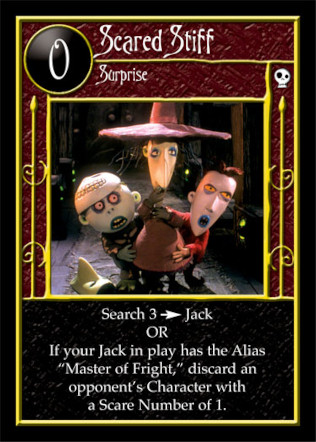 0
Scared Stiff
Surprise
Search 3 → Jack
OR
If your Jack in play has the Alias
“Master of Fright,” discard an
opponent's Character with
a Scare Number of 1.